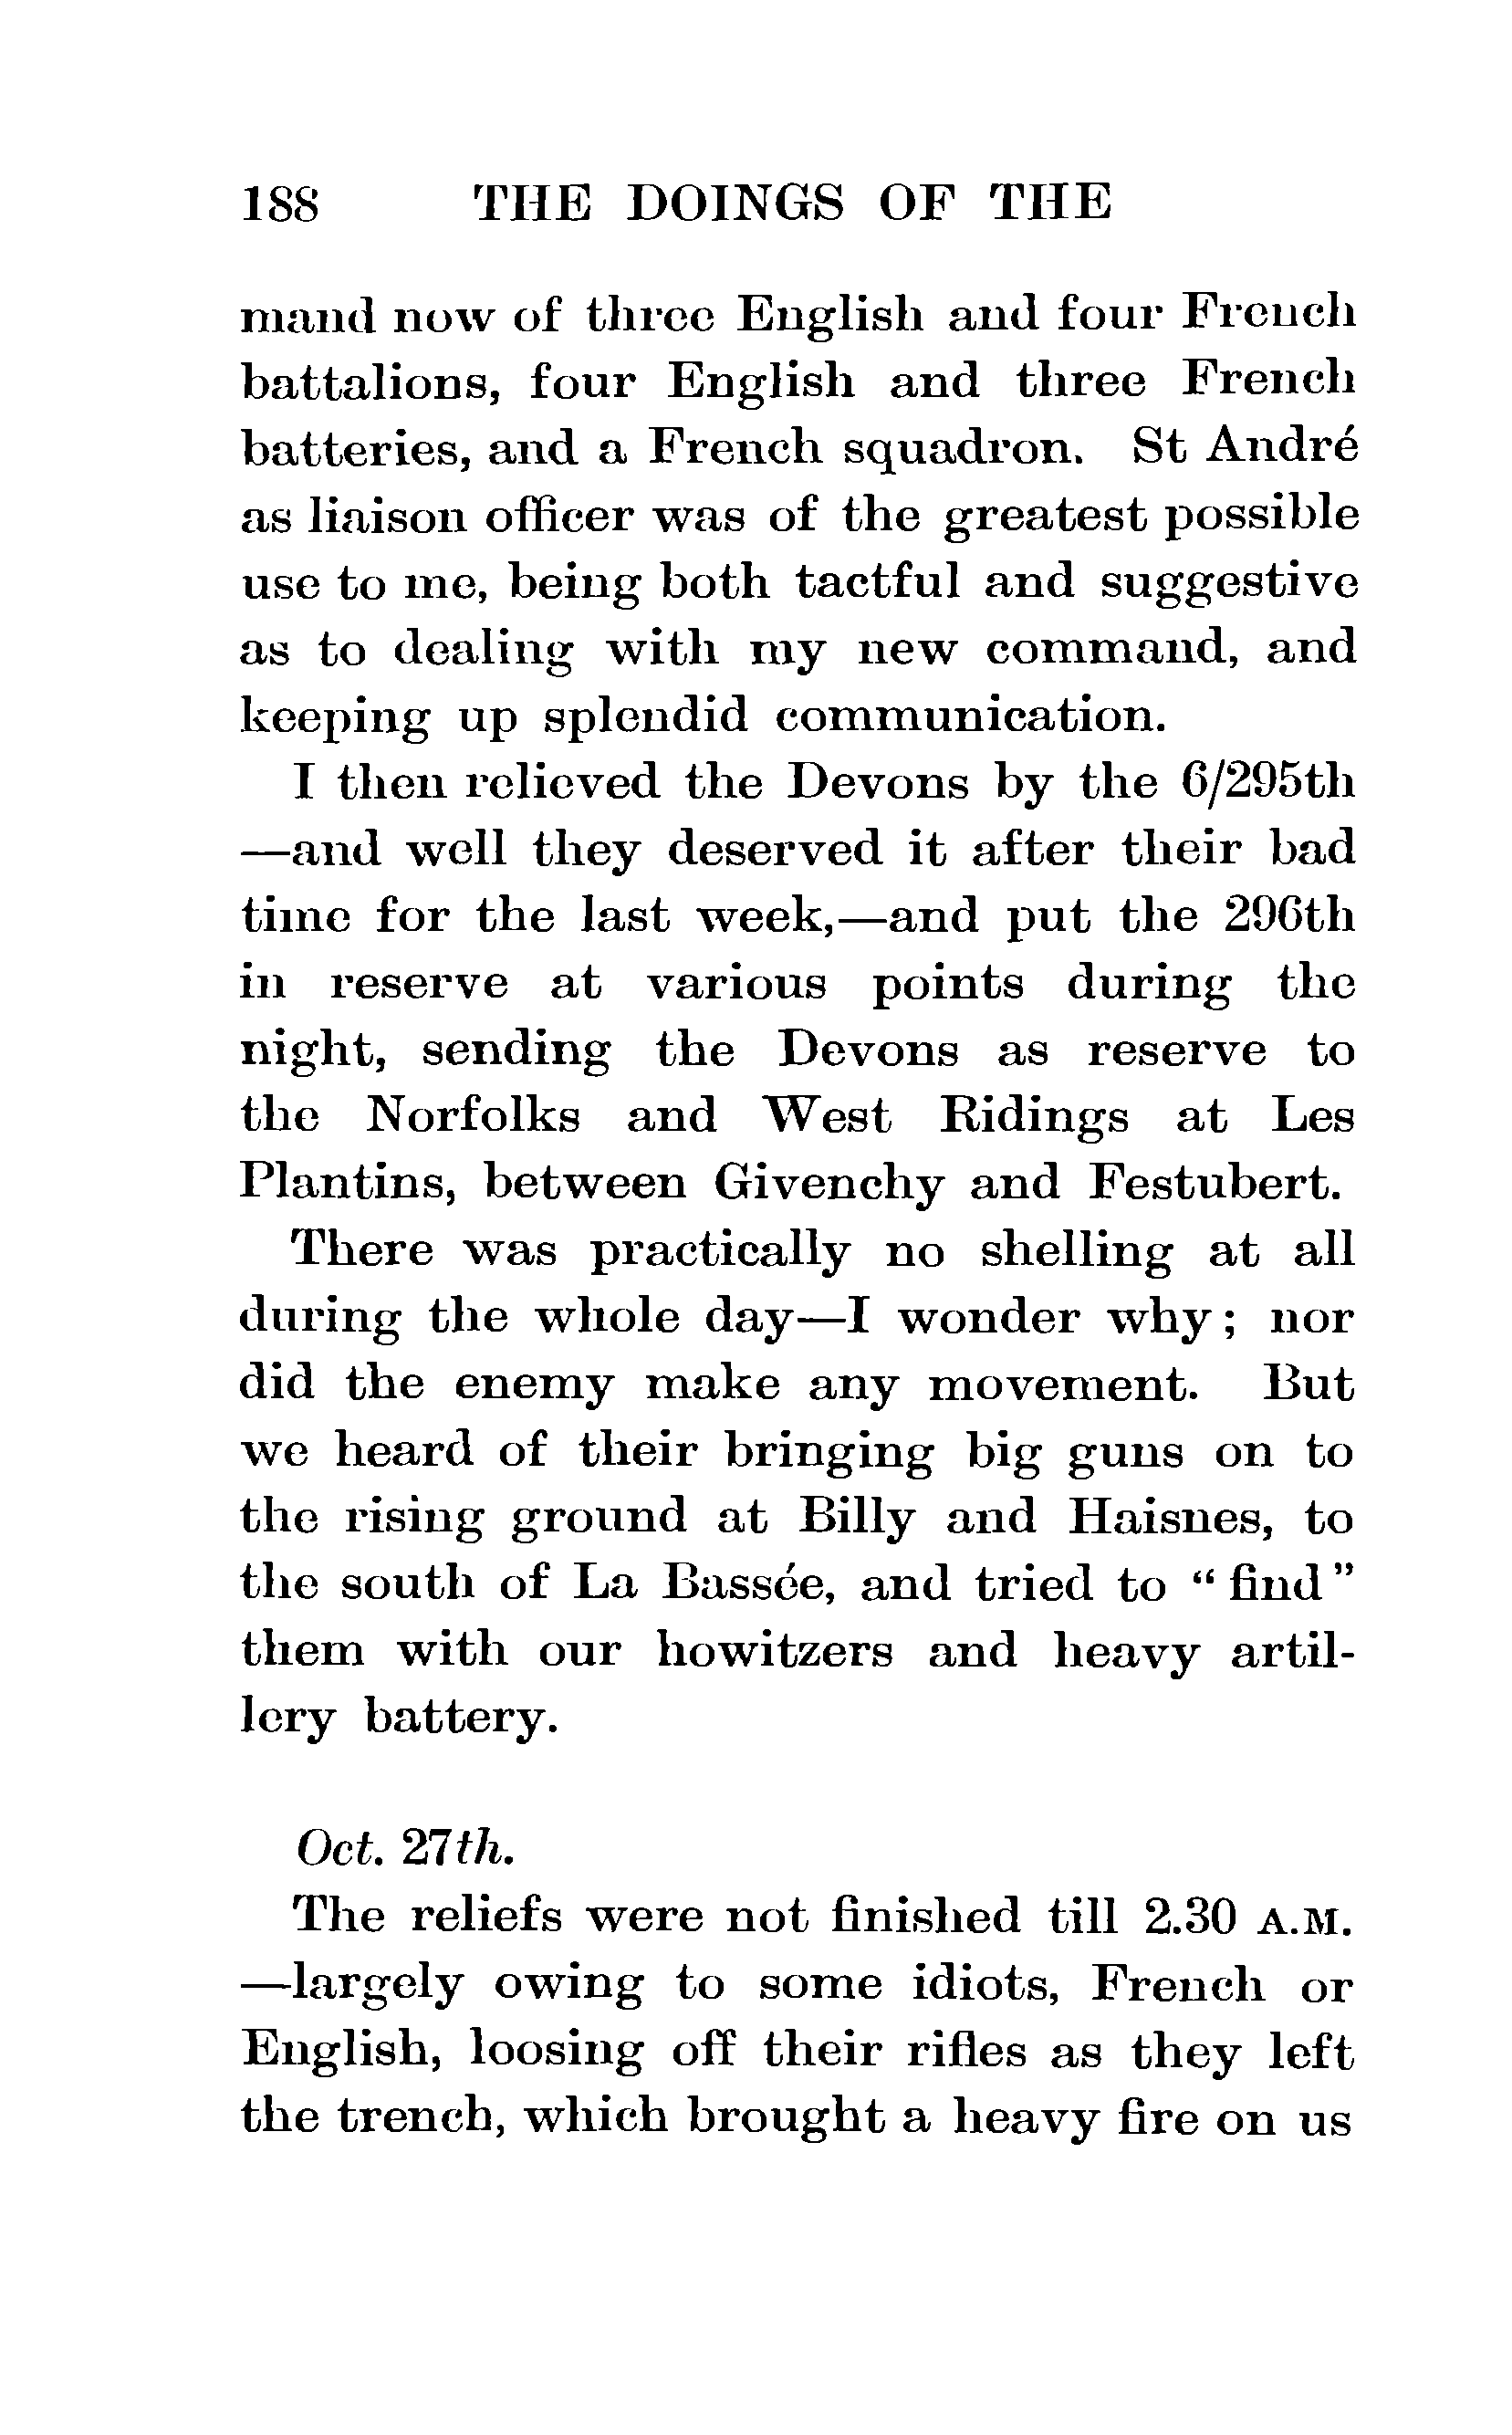 188 THE DOINGS OF THE
mand now of three English and four French
battalions, four English and three French
batteries, and a French squadron. St André
as liaison officer was of the greatest possible
use to me, being both tactful and suggestive
as to dealing with my new command, and
keeping up splendid communication.
I then relieved the Devons by the 6/295th
—and well they deserved it after their bad
time for the last week,—and put the 296th
in reserve at various points during the
night, sending the Devons as reserve to
the Norfolks and West Ridings at Les
Plantins, between Givenchy and Festubert.
There was practically no shelling at all
during the whole day—I wonder why; nor
did the enemy make any movement. But
we heard of their bringing big guns on to
the rising ground at Billy and Haisnes, to
the south of La Bassée, and tried to “find”
them with our howitzers and heavy artil-
lery battery.
Oct. 27th.
The reliefs were not finished till 2.30 A.M.
—largely owing to some idiots, French or
English, loosing off their rifles as they left
the trench, which brought a heavy fire on us